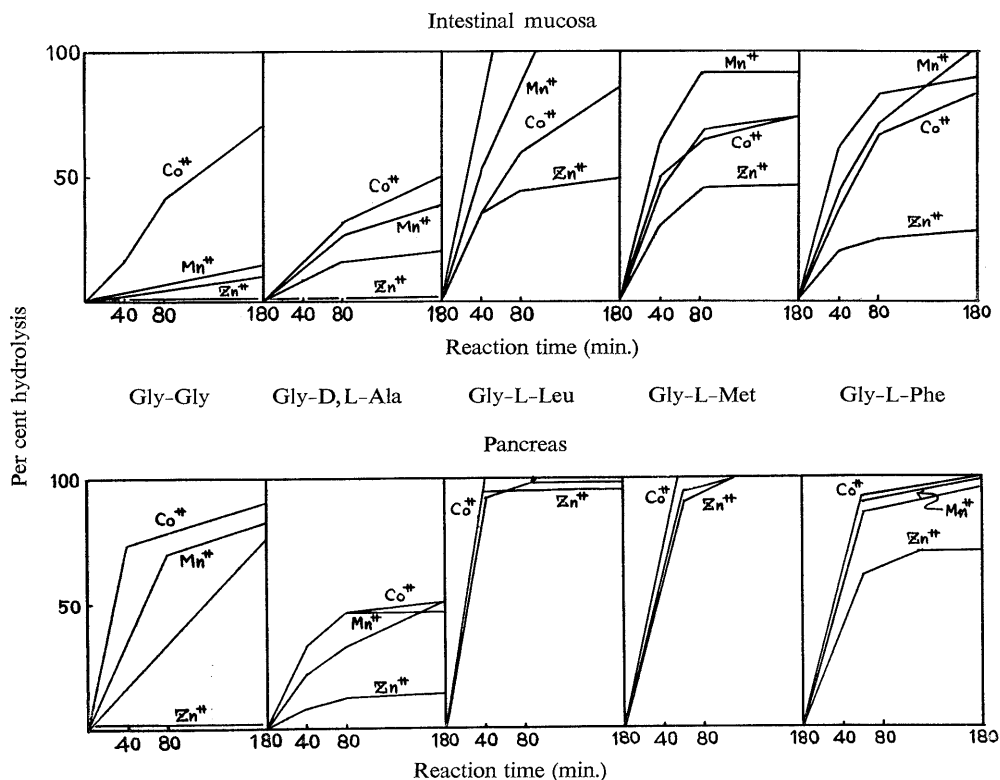 Intestinal mucosa
100
50
Co⧺
Mn⧺
Zn⧺
Co⧺
Mn⧺
Zn⧺
Mn⧺
Co⧺
Zn⧺
Mn⧺
Co⧺
Zn⧺
Mn⧺
Co⧺
Zn⧺
40 80 180 40 80 180 40 80 180 40 80 180 40 80 180
Reaction time (min.)
Per cent hydrolysis
Gly-Gly Gly-D, L-Ala Gly-L-Leu Gly-L-Met Gly-L-Phe
Pancreas
100
50
Co⧺
Mn⧺
Zn⧺
Co⧺
Mn⧺
Zn⧺
Co⧺
Zn⧺
Co⧺
Zn⧺
Co⧺
Mn⧺
Zn⧺
40 80 180 40 80 180 40 80 180 40 80 180 40 80 180
Reaction time (min.)